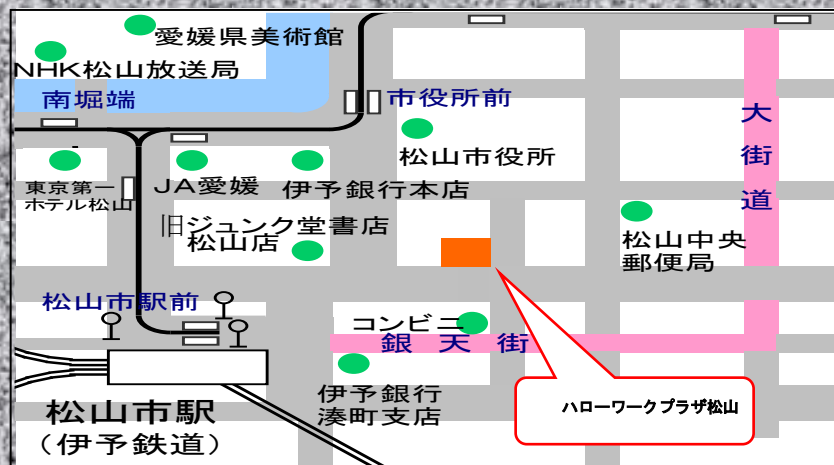 愛媛県美術館
NHK松山放送局
南堀端
市役所前
大街道
松山市役所
東京第一
ホテル松山
JA愛媛
伊予銀行本店
旧ジュンク堂書店
松山店
松山中央
郵便局
松山市駅前
コンビニ
銀天街
伊予銀行
湊町支店
ハローワークプラザ松山
松山市駅
（伊予鉄道）